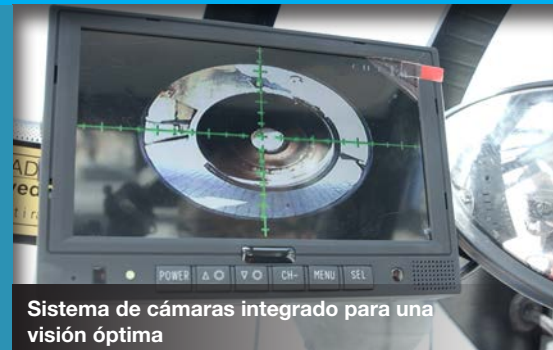 POWER
CH-
MENU
SEL
Sistema de cámaras integrado para una
visión óptima